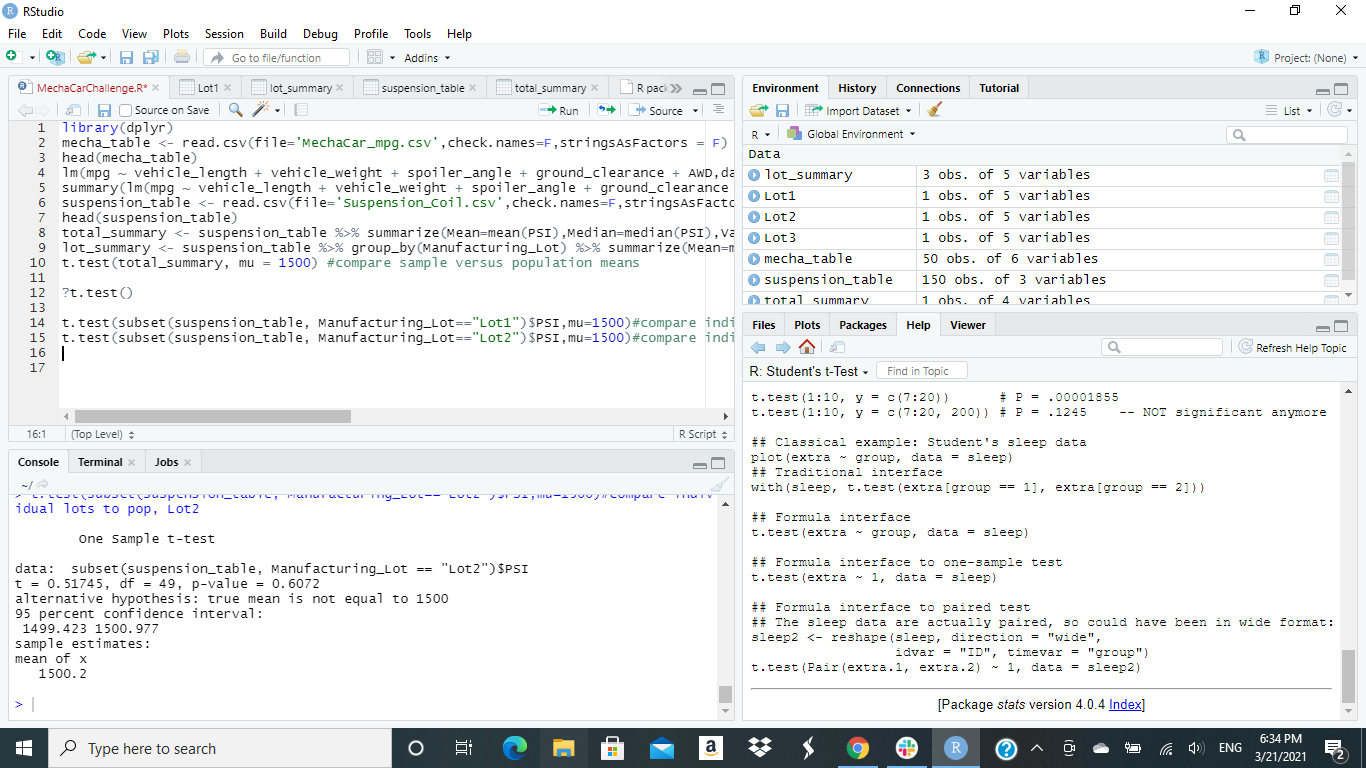 RStudio
File Edit Code View Plots Session Build Debug Profile Tools Help
Go to file/function
Addins
Project: (None)
MechaCarChallenge.R*
Lot1
lot_summary
suspension_table
total_summary
R pack
Source on Save
Run
Source
1 library(dplyr)
2 mecha_table <- read.csv(file='MechaCar_mpg.csv',check.names=F,stringsAsFactors = F)
3 head(mecha_table)
4 lm(mpg ~ vehicle_length + vehicle_weight + spoiler_angle + ground_clearance + AWD,da
5 summary(lm(mpg ~ vehicle_length + vehicle_weight + spoiler_angle + ground_clearance
6 suspension_table <- read.csv(file='Suspension_Coil.csv',check.names=F,stringsAsFacto
7 head(suspension_table)
8 total_summary <- suspension_table %>% summarize(Mean=mean(PSI),Median=median(PSI),Va
9 lot_summary <- suspension_table %>% group_by(Manufacturing_Lot) %>% summarize(Mean=m
10 t.test(total_summary, mu = 1500) #compare sample versus population means
11
12 ?t.test()
13
14 t.test(subset(suspension_table, Manufacturing_Lot=="Lot1")$PSI,mu=1500)#compare indi
15 t.test(subset(suspension_table, Manufacturing_Lot=="Lot2")$PSI,mu=1500)#compare indi
16
17
16:1 (Top Level) R Script
Console Terminal Jobs
~/
> t.test(subset(suspension_table, Manufacturing_Lot=="Lot2")$PSI,mu=1500)#compare indiv
idual lots to pop, Lot2
One Sample t-test
data: subset(suspension_table, Manufacturing_Lot == "Lot2")$PSI
t = 0.51745, df = 49, p-value = 0.6072
alternative hypothesis: true mean is not equal to 1500
95 percent confidence interval:
1499.423 1500.977
sample estimates:
mean of x
1500.2
>
Environment History Connections Tutorial
Import Dataset
List
R Global Environment
Data
lot_summary 3 obs. of 5 variables
Lot1 1 obs. of 5 variables
Lot2 1 obs. of 5 variables
Lot3 1 obs. of 5 variables
mecha_table 50 obs. of 6 variables
suspension_table 150 obs. of 3 variables
total_summary 1 obs. of 4 variables
Files Plots Packages Help Viewer
Refresh Help Topic
R: Student's t-Test Find in Topic
t.test(1:10, y = c(7:20)) # P = .00001855
t.test(1:10, y = c(7:20, 200)) # P = .1245 -- NOT significant anymore
## Classical example: Student's sleep data
plot(extra ~ group, data = sleep)
## Traditional interface
with(sleep, t.test(extra[group == 1], extra[group == 2]))
## Formula interface
t.test(extra ~ group, data = sleep)
## Formula interface to one-sample test
t.test(extra ~ 1, data = sleep)
## Formula interface to paired test
## The sleep data are actually paired, so could have been in wide format:
sleep2 <- reshape(sleep, direction = "wide",
idvar = "ID", timevar = "group")
t.test(Pair(extra.1, extra.2) ~ 1, data = sleep2)
[Package stats version 4.0.4 Index]
Type here to search
a
R
ENG
6:34 PM
3/21/2021
2